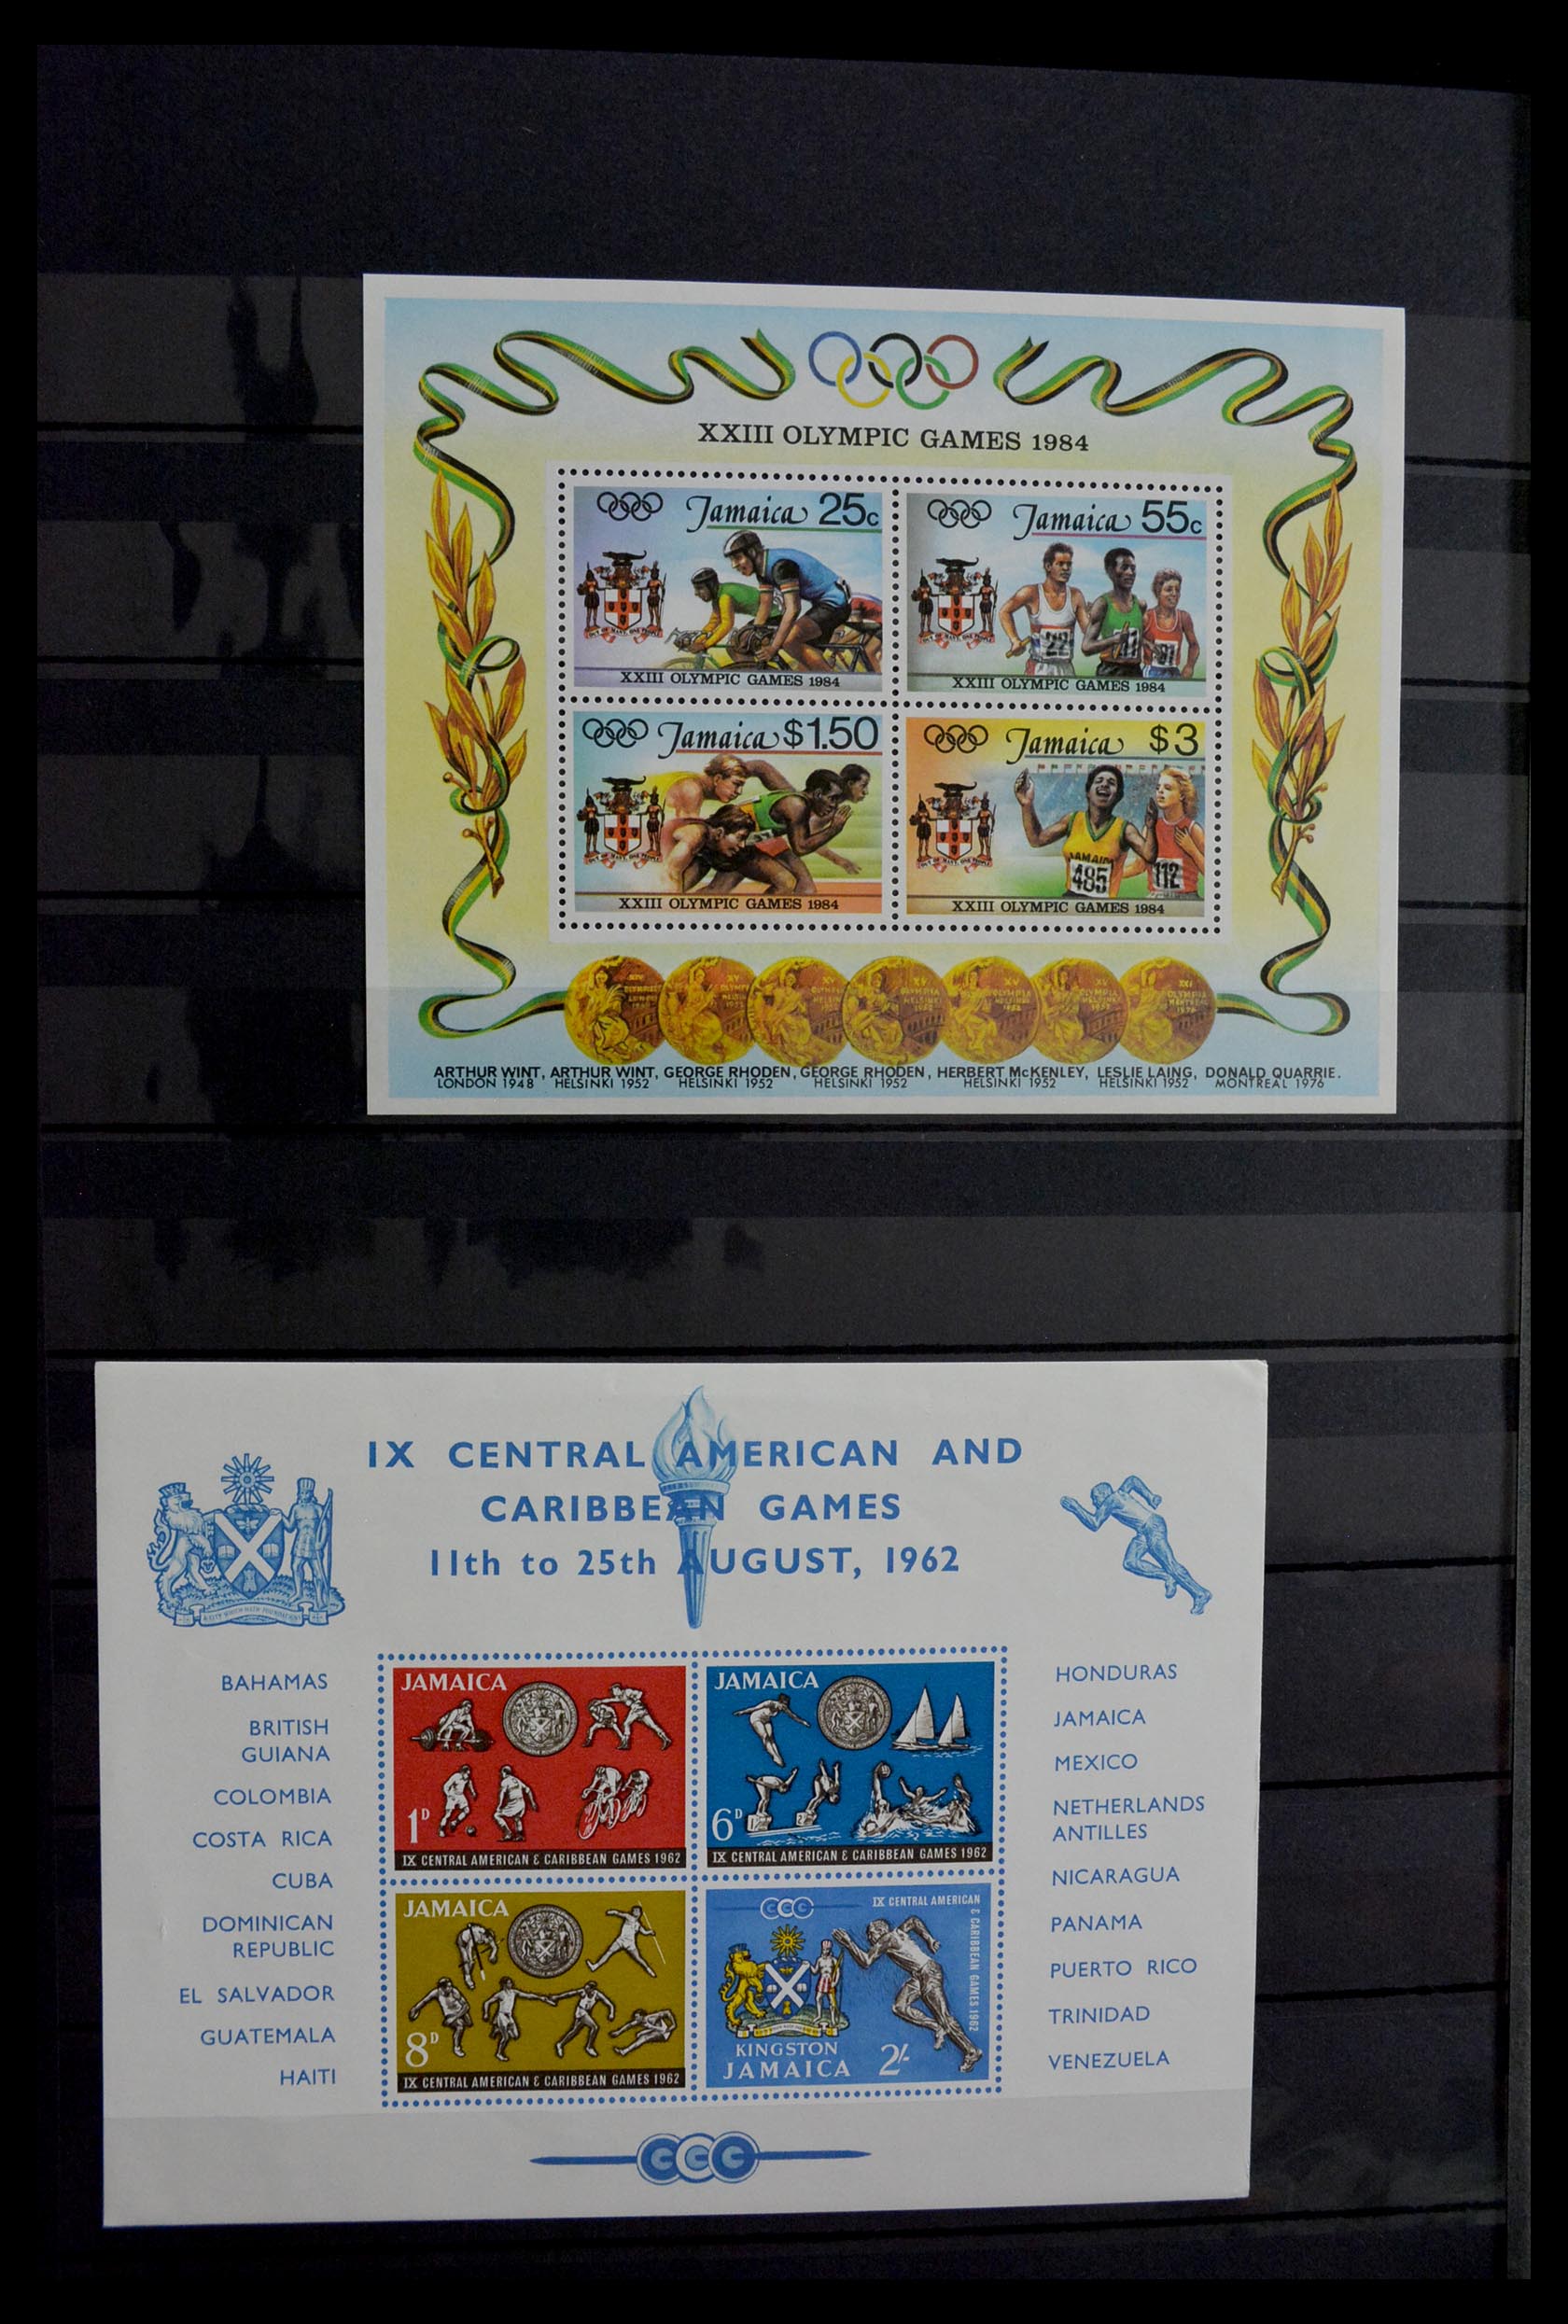 XXIII OLYMPIC GAMES 1984
Jamaica 25c
XXIII OLYMPIC GAMES 1984
Jamaica 55c
XXIII OLYMPIC GAMES 1984
Jamaica $1.50
XXIII OLYMPIC GAMES 1984
Jamaica $3
JAMAICA
485
112
XXIII OLYMPIC GAMES 1984
ARTHUR WINT, ARTHUR WINT, GEORGE RHODEN, GEORGE RHODEN, HERBERT McKENLEY, LESLIE LAING, DONALD QUARRIE.
LONDON 1948 HELSINKI 1952 HELSINKI 1952 HELSINKI 1952 HELSINKI 1952 HELSINKI 1952 MONTREAL 1976
IX CENTRAL AMERICAN AND
CARIBBEAN GAMES
11th to 25th AUGUST, 1962
BAHAMAS
BRITISH
GUIANA
COLOMBIA
COSTA RICA
CUBA
DOMINICAN
REPUBLIC
EL SALVADOR
GUATEMALA
HAITI
JAMAICA
1D
IX CENTRAL AMERICAN & CARIBBEAN GAMES 1962
JAMAICA
6D
IX CENTRAL AMERICAN & CARIBBEAN GAMES 1962
JAMAICA
8D
IX CENTRAL AMERICAN & CARIBBEAN GAMES 1962
CCG
IX CENTRAL AMERICAN
& CARIBBEAN GAMES 1962
KINGSTON
JAMAICA 2/-
HONDURAS
JAMAICA
MEXICO
NETHERLANDS
ANTILLES
NICARAGUA
PANAMA
PUERTO RICO
TRINIDAD
VENEZUELA
CCG